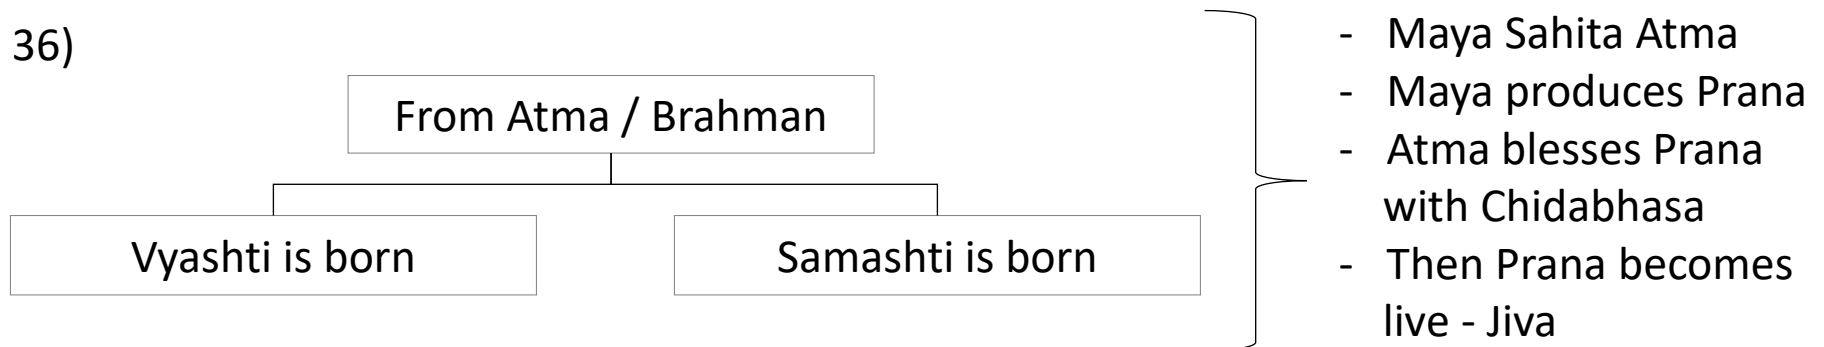 36)
From Atma / Brahman
Vyashti is born
Samashti is born
- Maya Sahita Atma
- Maya produces Prana
- Atma blesses Prana
with Chidabhasa
- Then Prana becomes
live - Jiva